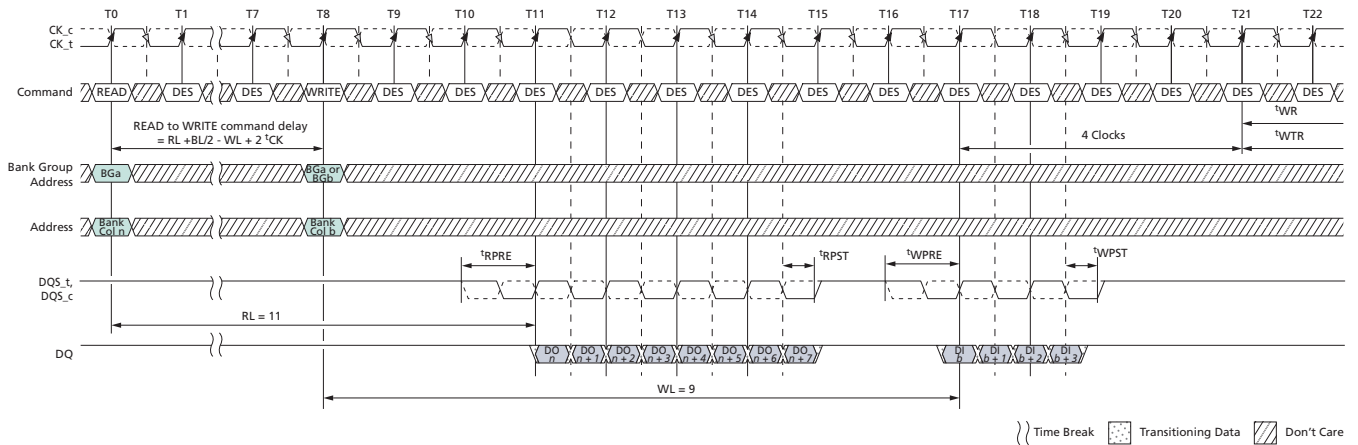 T0 T1 T7 T8 T9 T10 T11 T12 T13 T14 T15 T16 T17 T18 T19 T20 T21 T22
CK_c
CK_t
Command READ DES DES WRITE DES DES DES DES DES DES DES DES DES DES DES DES DES DES
tWR
READ to WRITE command delay
= RL +BL/2 - WL + 2 tCK
4 Clocks
tWTR
Bank Group
Address
BGa
BGa or
BGb
Address
Bank
Col n
Bank
Col b
tRPRE tRPST tWPRE tWPST
DQS_t,
DQS_c
RL = 11
DQ
DO
n
DO
n + 1
DO
n + 2
DO
n + 3
DO
n + 4
DO
n + 5
DO
n + 6
DO
n + 7
DI
b
DI
b + 1
DI
b + 2
DI
b + 3
WL = 9
Time Break Transitioning Data Don't Care